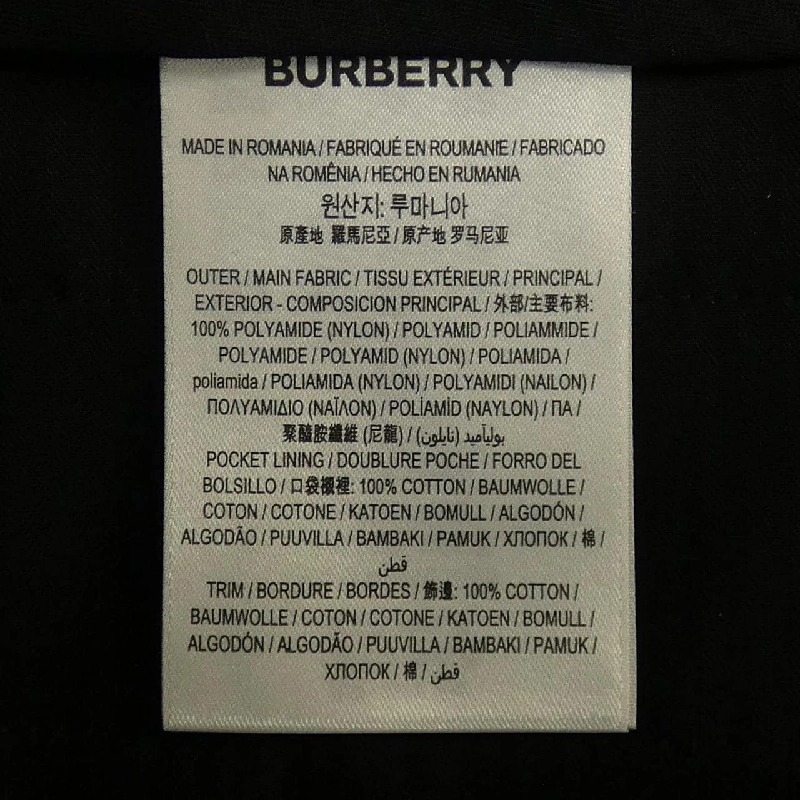 BURBERRY
MADE IN ROMANIA / FABRIQUÉ EN ROUMANIE / FABRICADO
NA ROMÊNIA / HECHO EN RUMANIA
원산지: 루마니아
原產地 羅馬尼亞 / 原产地 罗马尼亚
OUTER / MAIN FABRIC / TISSU EXTÉRIEUR / PRINCIPAL /
EXTERIOR - COMPOSICION PRINCIPAL / 外部/主要布料:
100% POLYAMIDE (NYLON) / POLYAMID / POLIAMMIDE /
POLYAMIDE / POLYAMID (NYLON) / POLIAMIDA /
poliamida / POLIAMIDA (NYLON) / POLYAMIDI (NAILON) /
ΠΟΛΥΑΜΙΔΙΟ (ΝΑΪΛΟΝ) / POLİAMİD (NAYLON) / ПА /
聚醯胺纖維 (尼龍) / بوليأميد (نايلون)
POCKET LINING / DOUBLURE POCHE / FORRO DEL
BOLSILLO / 口袋襯裡: 100% COTTON / BAUMWOLLE /
COTON / COTONE / KATOEN / BOMULL / ALGODÓN /
ALGODÃO / PUUVILLA / BAMBAKI / PAMUK / ХЛОПОК / 棉 /
قطن
TRIM / BORDURE / BORDES / 飾邊: 100% COTTON /
BAUMWOLLE / COTON / COTONE / KATOEN / BOMULL /
ALGODÓN / ALGODÃO / PUUVILLA / BAMBAKI / PAMUK /
ХЛОПОК / 棉 / قطن